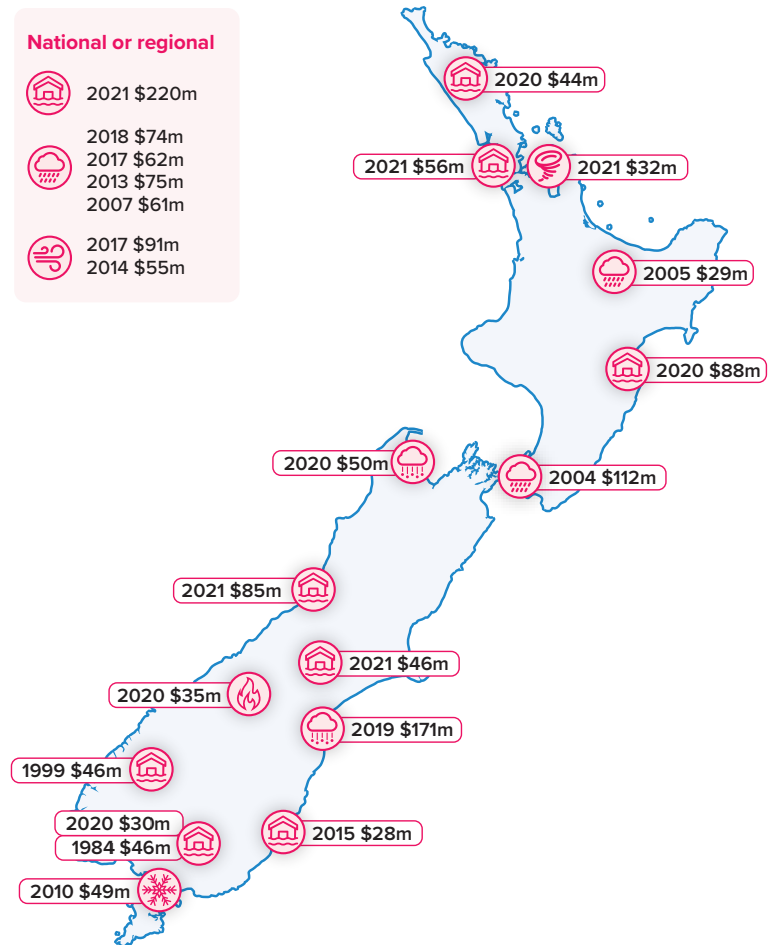 National or regional
2021 $220m
2018 $74m
2017 $62m
2013 $75m
2007 $61m
2017 $91m
2014 $55m
2020 $44m
2021 $56m
2021 $32m
2005 $29m
2020 $88m
2020 $50m
2004 $112m
2021 $85m
2021 $46m
2020 $35m
2019 $171m
1999 $46m
2020 $30m
1984 $46m
2015 $28m
2010 $49m